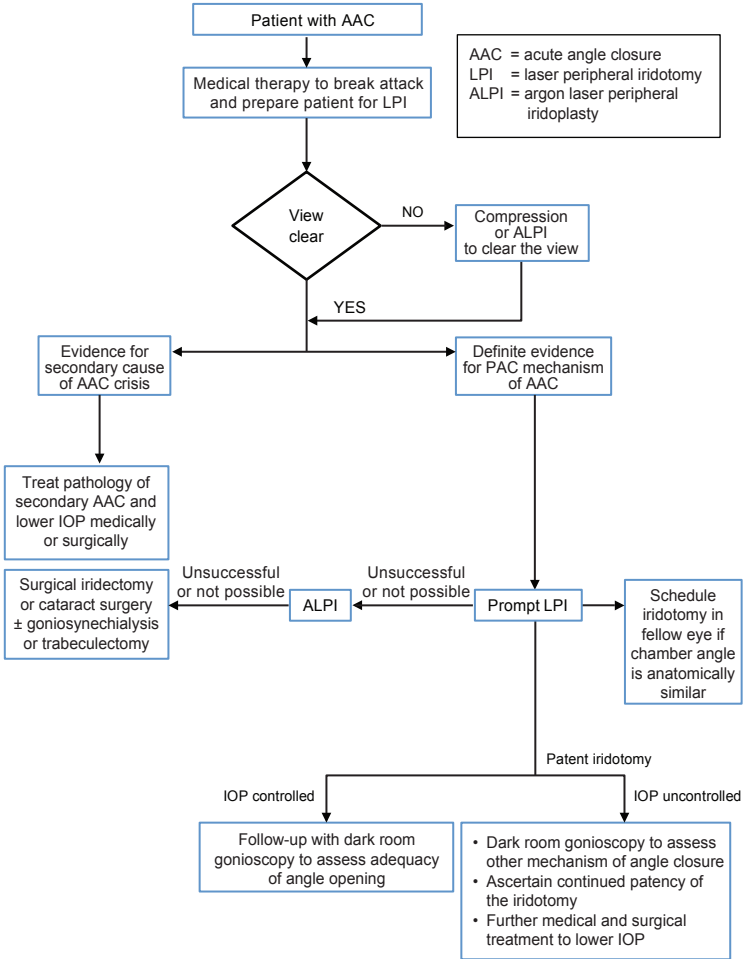 Patient with AAC
AAC = acute angle closure
LPI = laser peripheral iridotomy
ALPI = argon laser peripheral
iridoplasty
Medical therapy to break attack
and prepare patient for LPI
View
clear
NO
Compression
or ALPI
to clear the view
YES
Evidence for
secondary cause
of AAC crisis
Definite evidence
for PAC mechanism
of AAC
Treat pathology of
secondary AAC and
lower IOP medically
or surgically
Surgical iridectomy
or cataract surgery
± goniosynechialysis
or trabeculectomy
Unsuccessful
or not possible
ALPI
Unsuccessful
or not possible
Prompt LPI
Schedule
iridotomy in
fellow eye if
chamber angle
is anatomically
similar
Patent iridotomy
IOP controlled
IOP uncontrolled
Follow-up with dark room
gonioscopy to assess adequacy
of angle opening
• Dark room gonioscopy to assess
other mechanism of angle closure
• Ascertain continued patency of
the iridotomy
• Further medical and surgical
treatment to lower IOP